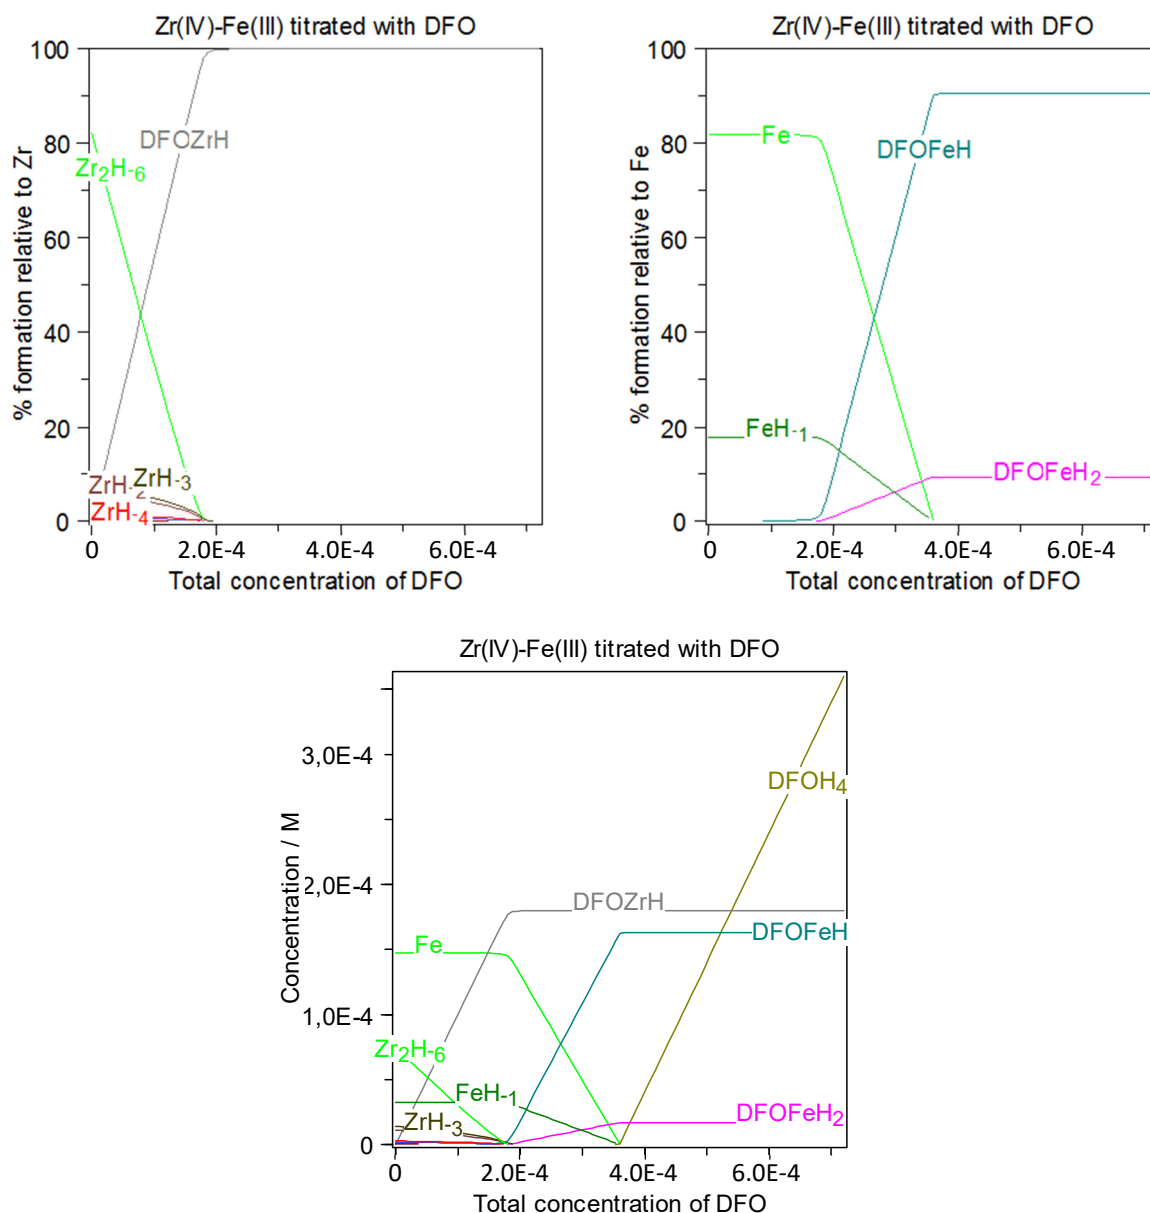 Zr(IV)-Fe(III) titrated with DFO
% formation relative to Zr
100
80
60
40
20
0
DFOZrH
Zr2H-6
ZrH-2
ZrH-3
ZrH-4
0 2.0E-4 4.0E-4 6.0E-4
Total concentration of DFO
Zr(IV)-Fe(III) titrated with DFO
% formation relative to Fe
100
80
60
40
20
0
Fe
DFOFeH
FeH-1
DFOFeH2
0 2.0E-4 4.0E-4 6.0E-4
Total concentration of DFO
Zr(IV)-Fe(III) titrated with DFO
Concentration / M
3,0E-4
2,0E-4
1,0E-4
0
DFOH4
DFOZrH
Fe
DFOFeH
Zr2H-6
FeH-1
ZrH-3
DFOFeH2
0 2.0E-4 4.0E-4 6.0E-4
Total concentration of DFO